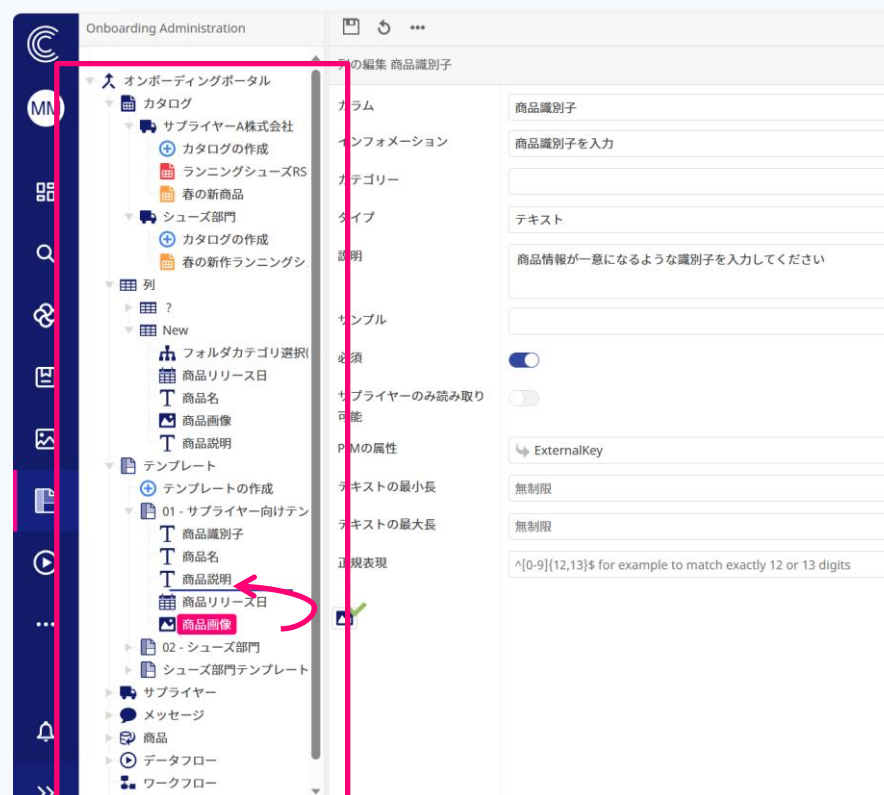 Onboarding Administration
MM
オンボーディングポータル
カタログ
サプライヤーA株式会社
カタログの作成
ランニングシューズRS
春の新商品
シューズ部門
カタログの作成
春の新作ランニングシ
列
?
New
フォルダカテゴリ選択(
商品リリース日
商品名
商品画像
商品説明
テンプレート
テンプレートの作成
01 - サプライヤー向けテン
商品識別子
商品名
商品説明
商品リリース日
商品画像
02 - シューズ部門
シューズ部門テンプレート
サプライヤー
メッセージ
商品
データフロー
ワークフロー
列の編集 商品識別子
カラム
商品識別子
インフォメーション
商品識別子を入力
カテゴリー
タイプ
テキスト
説明
商品情報が一意になるような識別子を入力してください
サンプル
必須
サプライヤーのみ読み取り
可能
PIMの属性
ExternalKey
テキストの最小長
無制限
テキストの最大長
無制限
正規表現
^[0-9]{12,13}$ for example to match exactly 12 or 13 digits